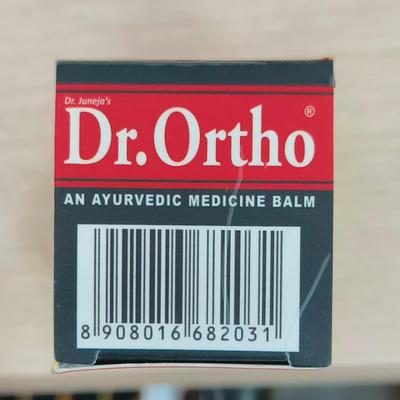 Dr. Juneja's
Dr. Ortho ®
AN AYURVEDIC MEDICINE BALM
8 908016 682031